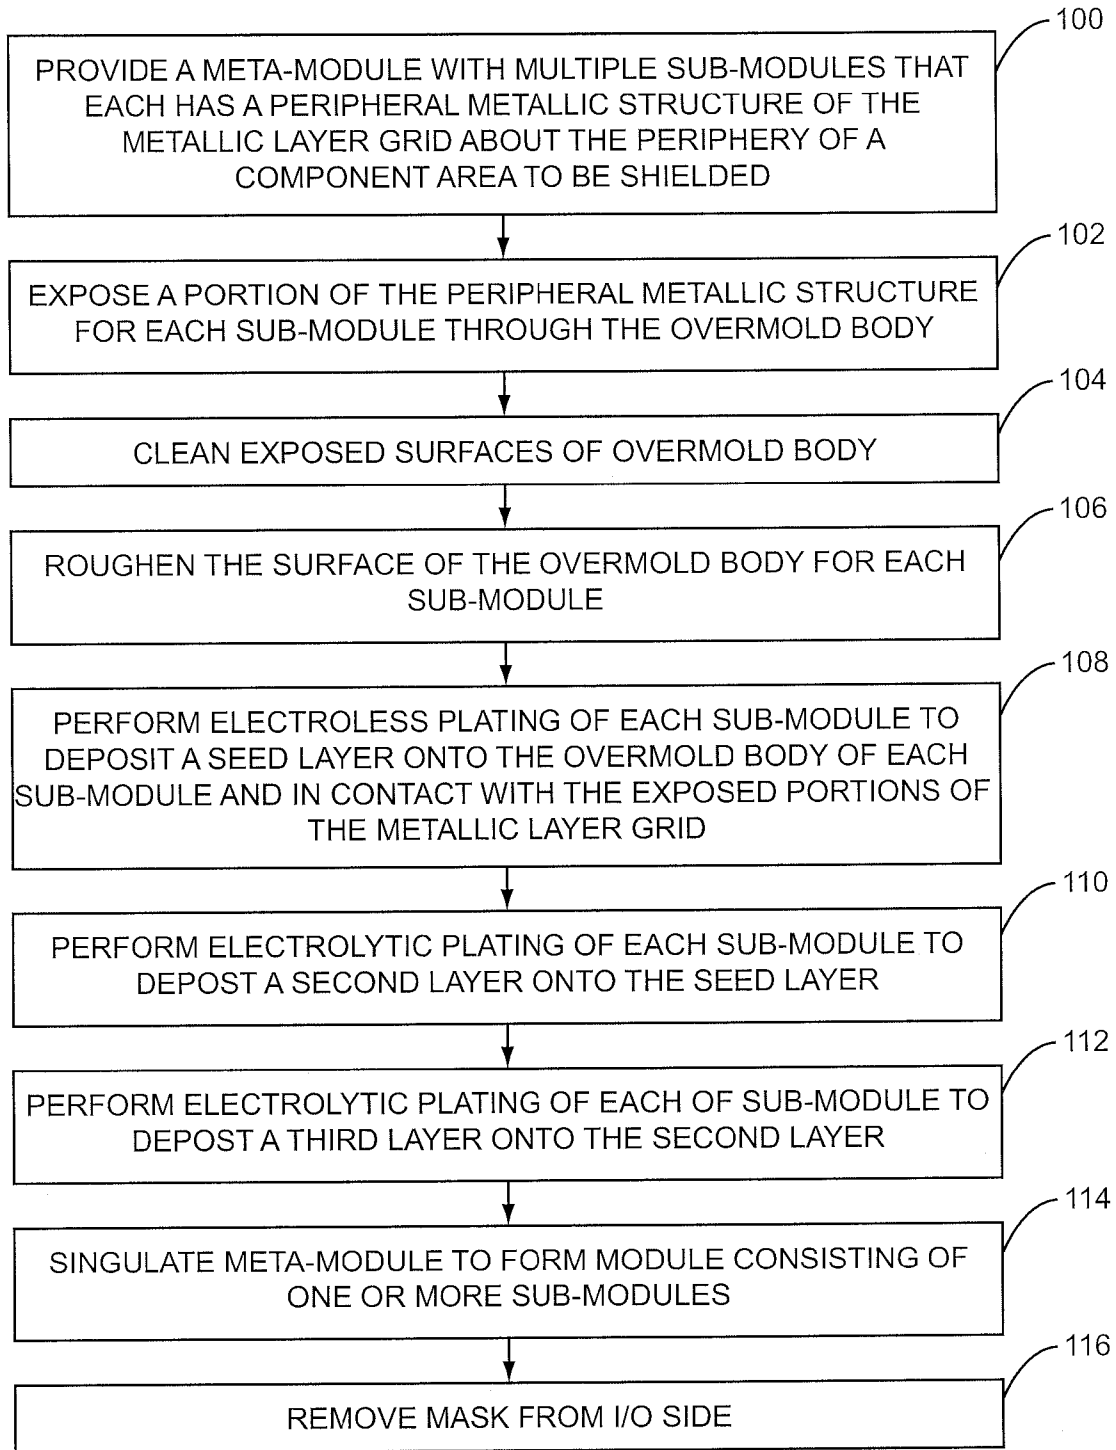 100
PROVIDE A META-MODULE WITH MULTIPLE SUB-MODULES THAT
EACH HAS A PERIPHERAL METALLIC STRUCTURE OF THE
METALLIC LAYER GRID ABOUT THE PERIPHERY OF A
COMPONENT AREA TO BE SHIELDED
102
EXPOSE A PORTION OF THE PERIPHERAL METALLIC STRUCTURE
FOR EACH SUB-MODULE THROUGH THE OVERMOLD BODY
104
CLEAN EXPOSED SURFACES OF OVERMOLD BODY
106
ROUGHEN THE SURFACE OF THE OVERMOLD BODY FOR EACH
SUB-MODULE
108
PERFORM ELECTROLESS PLATING OF EACH SUB-MODULE TO
DEPOSIT A SEED LAYER ONTO THE OVERMOLD BODY OF EACH
SUB-MODULE AND IN CONTACT WITH THE EXPOSED PORTIONS OF
THE METALLIC LAYER GRID
110
PERFORM ELECTROLYTIC PLATING OF EACH SUB-MODULE TO
DEPOST A SECOND LAYER ONTO THE SEED LAYER
112
PERFORM ELECTROLYTIC PLATING OF EACH OF SUB-MODULE TO
DEPOST A THIRD LAYER ONTO THE SECOND LAYER
114
SINGULATE META-MODULE TO FORM MODULE CONSISTING OF
ONE OR MORE SUB-MODULES
116
REMOVE MASK FROM I/O SIDE